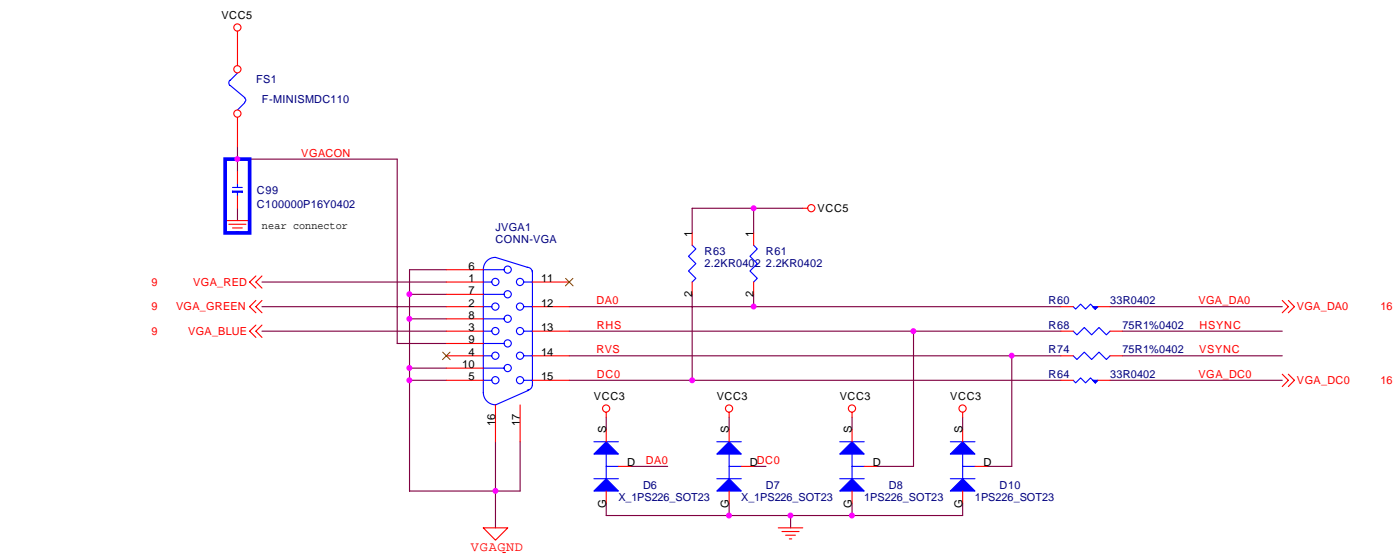 VCC5
FS1
F-MINISMDC110
VGACON
C99
C100000P16Y0402
near connector
VCC5
JVGA1
CONN-VGA
R63
2.2KR0402
R61
2.2KR0402
1
1
2
2
9 VGA_RED
9 VGA_GREEN
9 VGA_BLUE
6
1
7
2
8
3
9
4
10
5
11
12
13
14
15
16
17
DA0
R60
33R0402
VGA_DA0
VGA_DA0
16
RHS
R68
75R1%0402
HSYNC
RVS
R74
75R1%0402
VSYNC
DC0
R64
33R0402
VGA_DC0
VGA_DC0
16
VCC3
VCC3
VCC3
VCC3
S
S
S
S
D DA0
D DC0
D
D
G
G
G
G
D6
X_1PS226_SOT23
D7
X_1PS226_SOT23
D8
1PS226_SOT23
D10
1PS226_SOT23
VGAGND